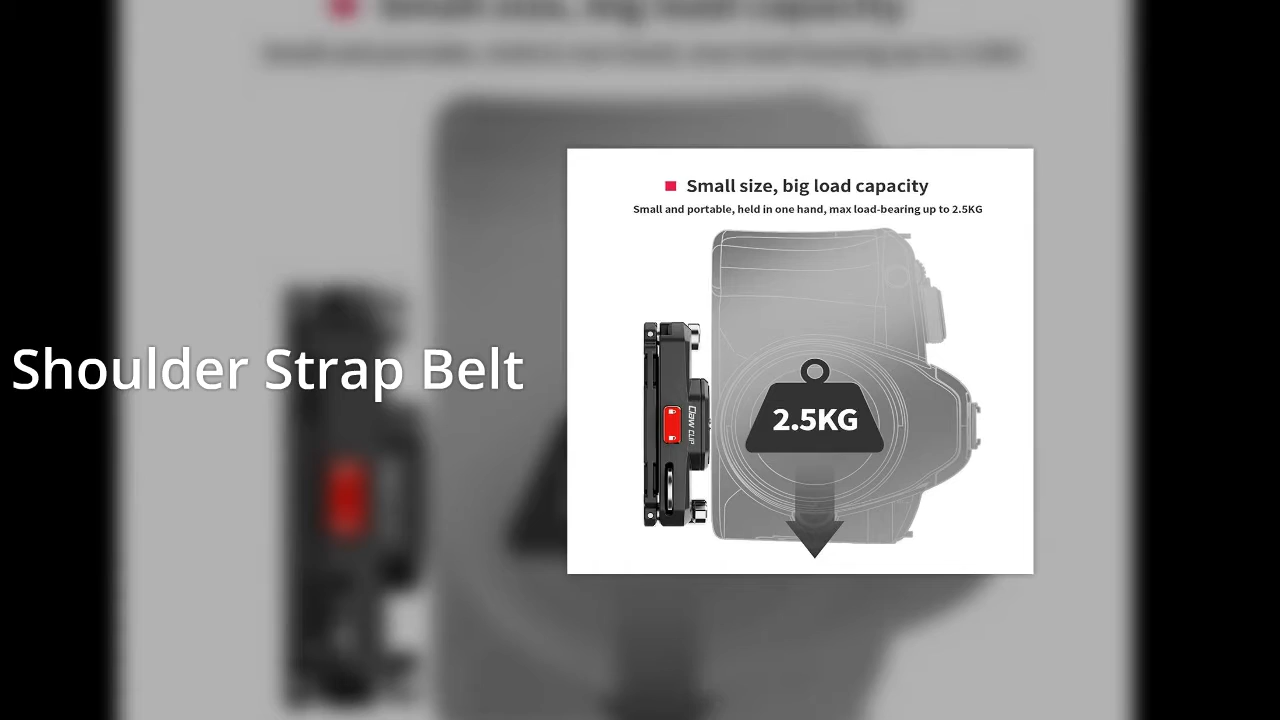 Small size, big load capacity
Small and portable, held in one hand, max load-bearing up to 2.5KG
Shoulder Strap Belt
2.5KG
Claw CLIP